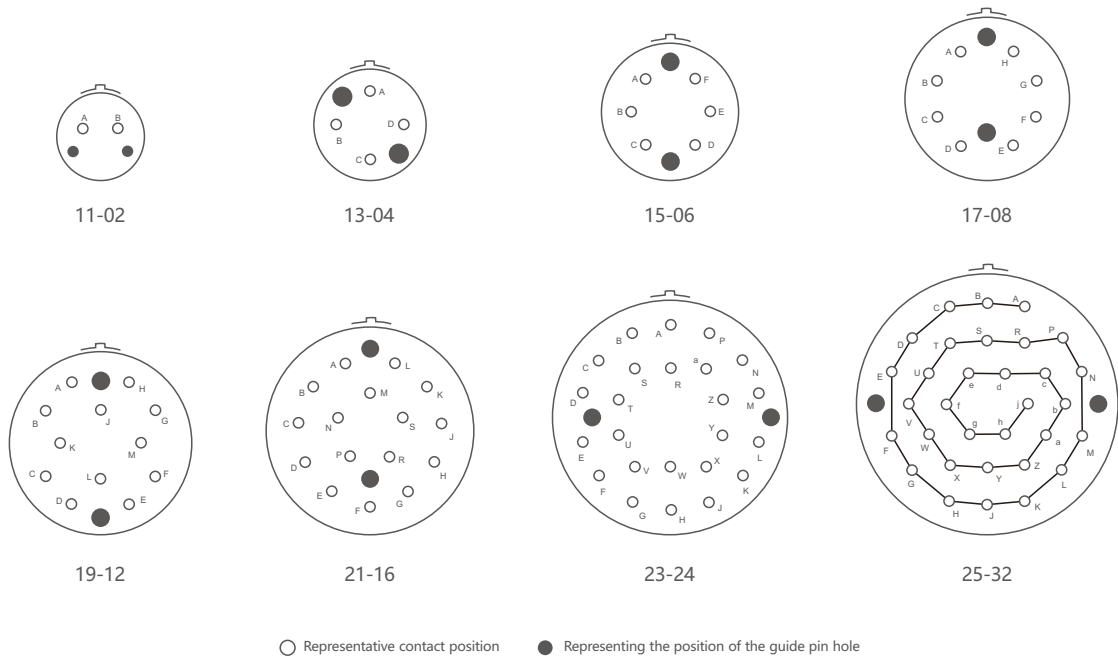 A B
A
D
B
C
A F
B E
C D
A H
B G
C F
D E
11-02 13-04 15-06 17-08
A H
B J G
K M
C L F
D E
A L
B M K
C N S J
D P R H
E G
F
A
B P
C S R a N
D T Z M
E U Y L
F V W X K
G J
H
C B A
D T S R P
E U e d c N
f j b
V g h a
F W M
G X Y Z L
H J K
19-12 21-16 23-24 25-32
Representative contact position Representing the position of the guide pin hole